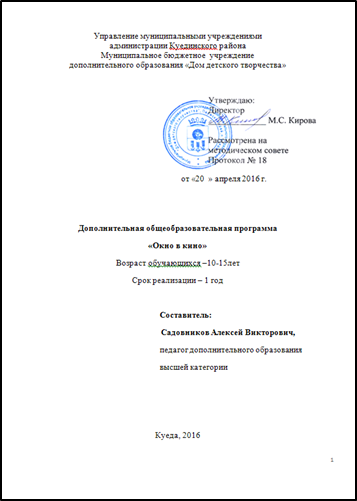 Управление муниципальными учреждениями
администрации Куединского района
Муниципальное бюджетное учреждение
дополнительного образования «Дом детского творчества»
Утверждаю:
Директор
М.С. Кирова
Рассмотрена на
методическом совете
Протокол № 18
от «20 » апреля 2016 г.
Дополнительная общеобразовательная программа
«Окно в кино»
Возраст обучающихся –10-15лет
Срок реализации – 1 год
Составитель:
Садовников Алексей Викторович,
педагог дополнительного образования
высшей категории
Куеда, 2016
1